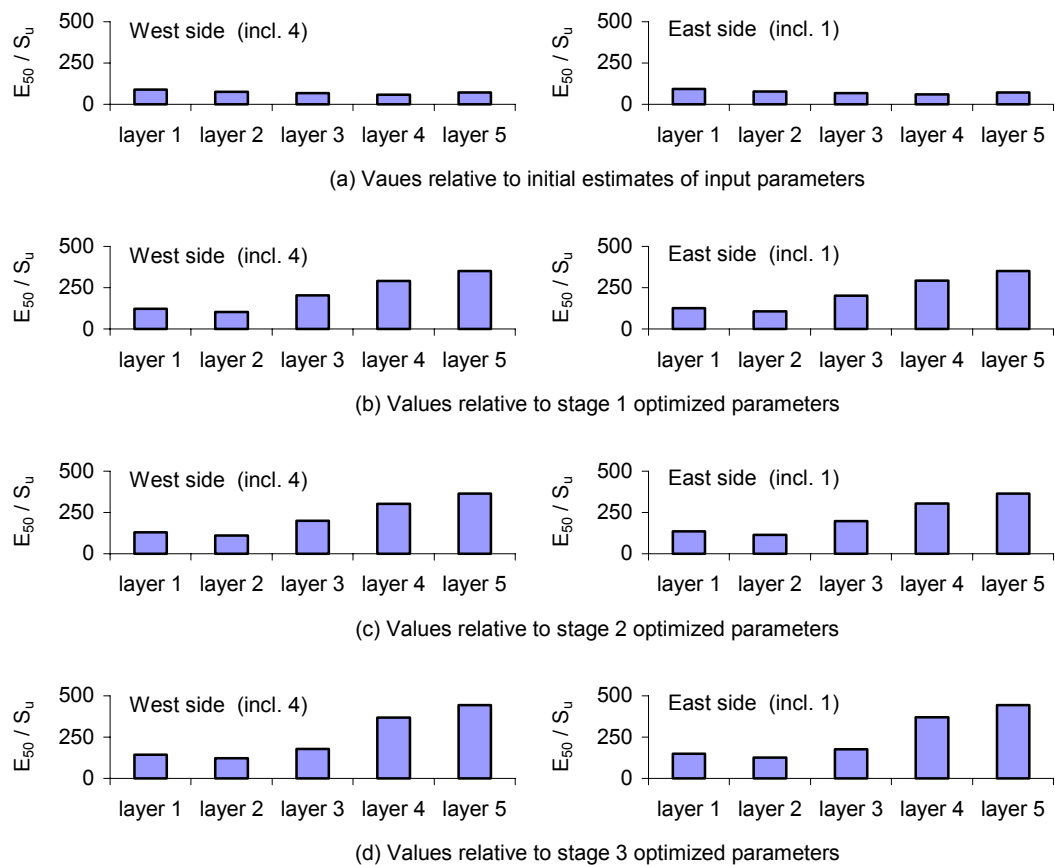 West side (incl. 4)
500
250
0
E50 / Su
layer 1 layer 2 layer 3 layer 4 layer 5
East side (incl. 1)
500
250
0
E50 / Su
layer 1 layer 2 layer 3 layer 4 layer 5
(a) Vaues relative to initial estimates of input parameters
West side (incl. 4)
500
250
0
E50 / Su
layer 1 layer 2 layer 3 layer 4 layer 5
East side (incl. 1)
500
250
0
E50 / Su
layer 1 layer 2 layer 3 layer 4 layer 5
(b) Values relative to stage 1 optimized parameters
West side (incl. 4)
500
250
0
E50 / Su
layer 1 layer 2 layer 3 layer 4 layer 5
East side (incl. 1)
500
250
0
E50 / Su
layer 1 layer 2 layer 3 layer 4 layer 5
(c) Values relative to stage 2 optimized parameters
West side (incl. 4)
500
250
0
E50 / Su
layer 1 layer 2 layer 3 layer 4 layer 5
East side (incl. 1)
500
250
0
E50 / Su
layer 1 layer 2 layer 3 layer 4 layer 5
(d) Values relative to stage 3 optimized parameters